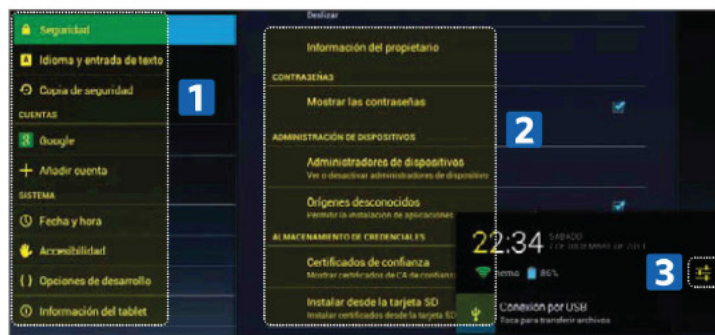 Seguridad
Idioma y entrada de texto
Copia de seguridad
CUENTAS
Google
Añadir cuenta
SISTEMA
Fecha y hora
Accesibilidad
Opciones de desarrollo
Información del tablet
1
Deslizar
Información del propietario
CONTRASEÑAS
Mostrar las contraseñas
ADMINISTRACIÓN DE DISPOSITIVOS
Administradores de dispositivos
Ver o desactivar administradores de dispositivo
Orígenes desconocidos
Permitir la instalación de aplicaciones
ALMACENAMIENTO DE CREDENCIALES
Certificados de confianza
Mostrar certificados de CA de confianza
Instalar desde la tarjeta SD
Instalar certificados desde la tarjeta SD
2
22:34
SÁBADO
DE DICIEMBRE DE
86%
3
Conexión por USB
Toca para transferir archivos